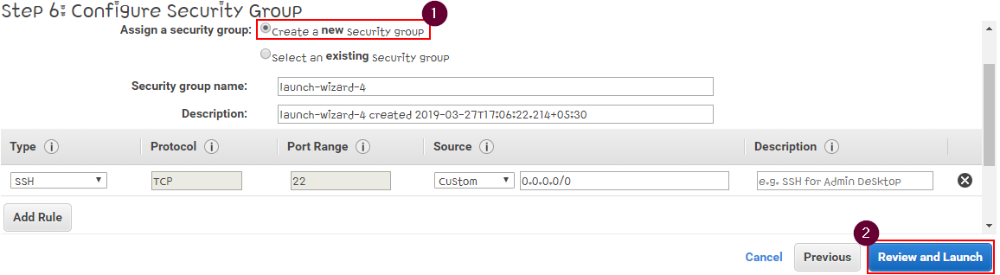 Step 6: Configure Security Group
1
Assign a security group: Create a new Security group
Select an existing Security group
Security group name: launch-wizard-4
Description: launch-wizard-4 created 2019-03-27T17:06:22.214+05:30
Type i Protocol i Port Range i Source i Description i
SSH TCP 22 Custom 0.0.0.0/0 e.g. SSH for Admin Desktop
Add Rule
2
Cancel Previous Review and Launch